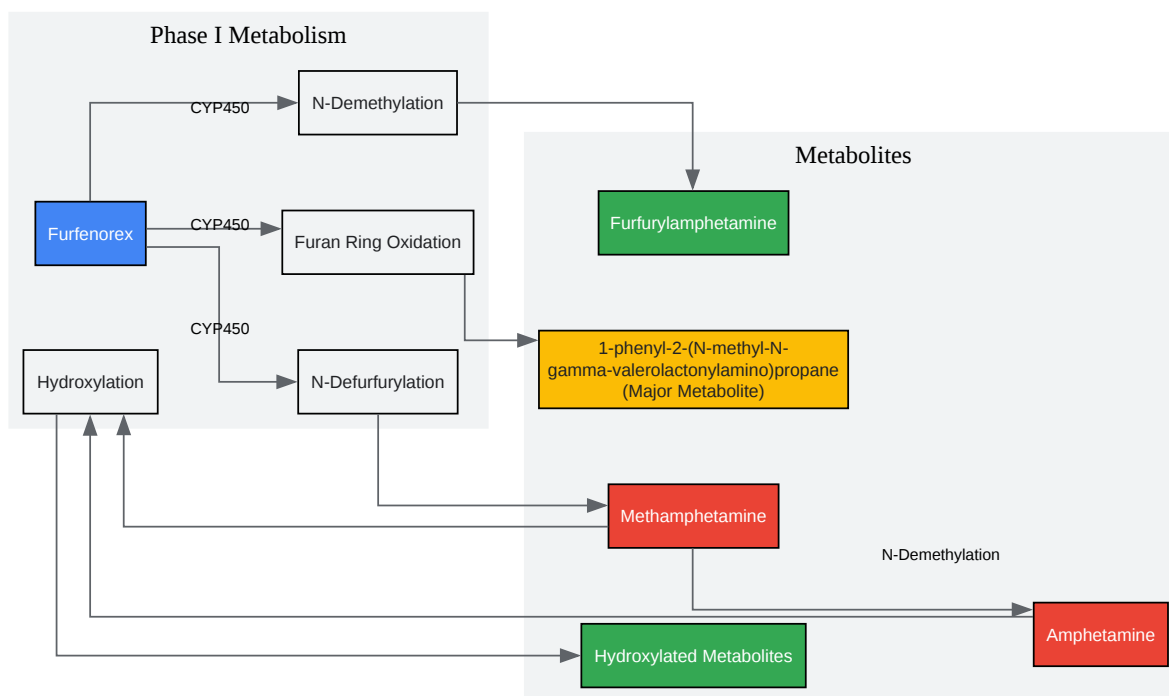 Phase I Metabolism
CYP450
N-Demethylation
Metabolites
Furfurylamphetamine
Furfenorex
CYP450
Furan Ring Oxidation
CYP450
1-phenyl-2-(N-methyl-N-
gamma-valerolactonylamino)propane
(Major Metabolite)
Hydroxylation
N-Defurfurylation
Methamphetamine
N-Demethylation
Amphetamine
Hydroxylated Metabolites